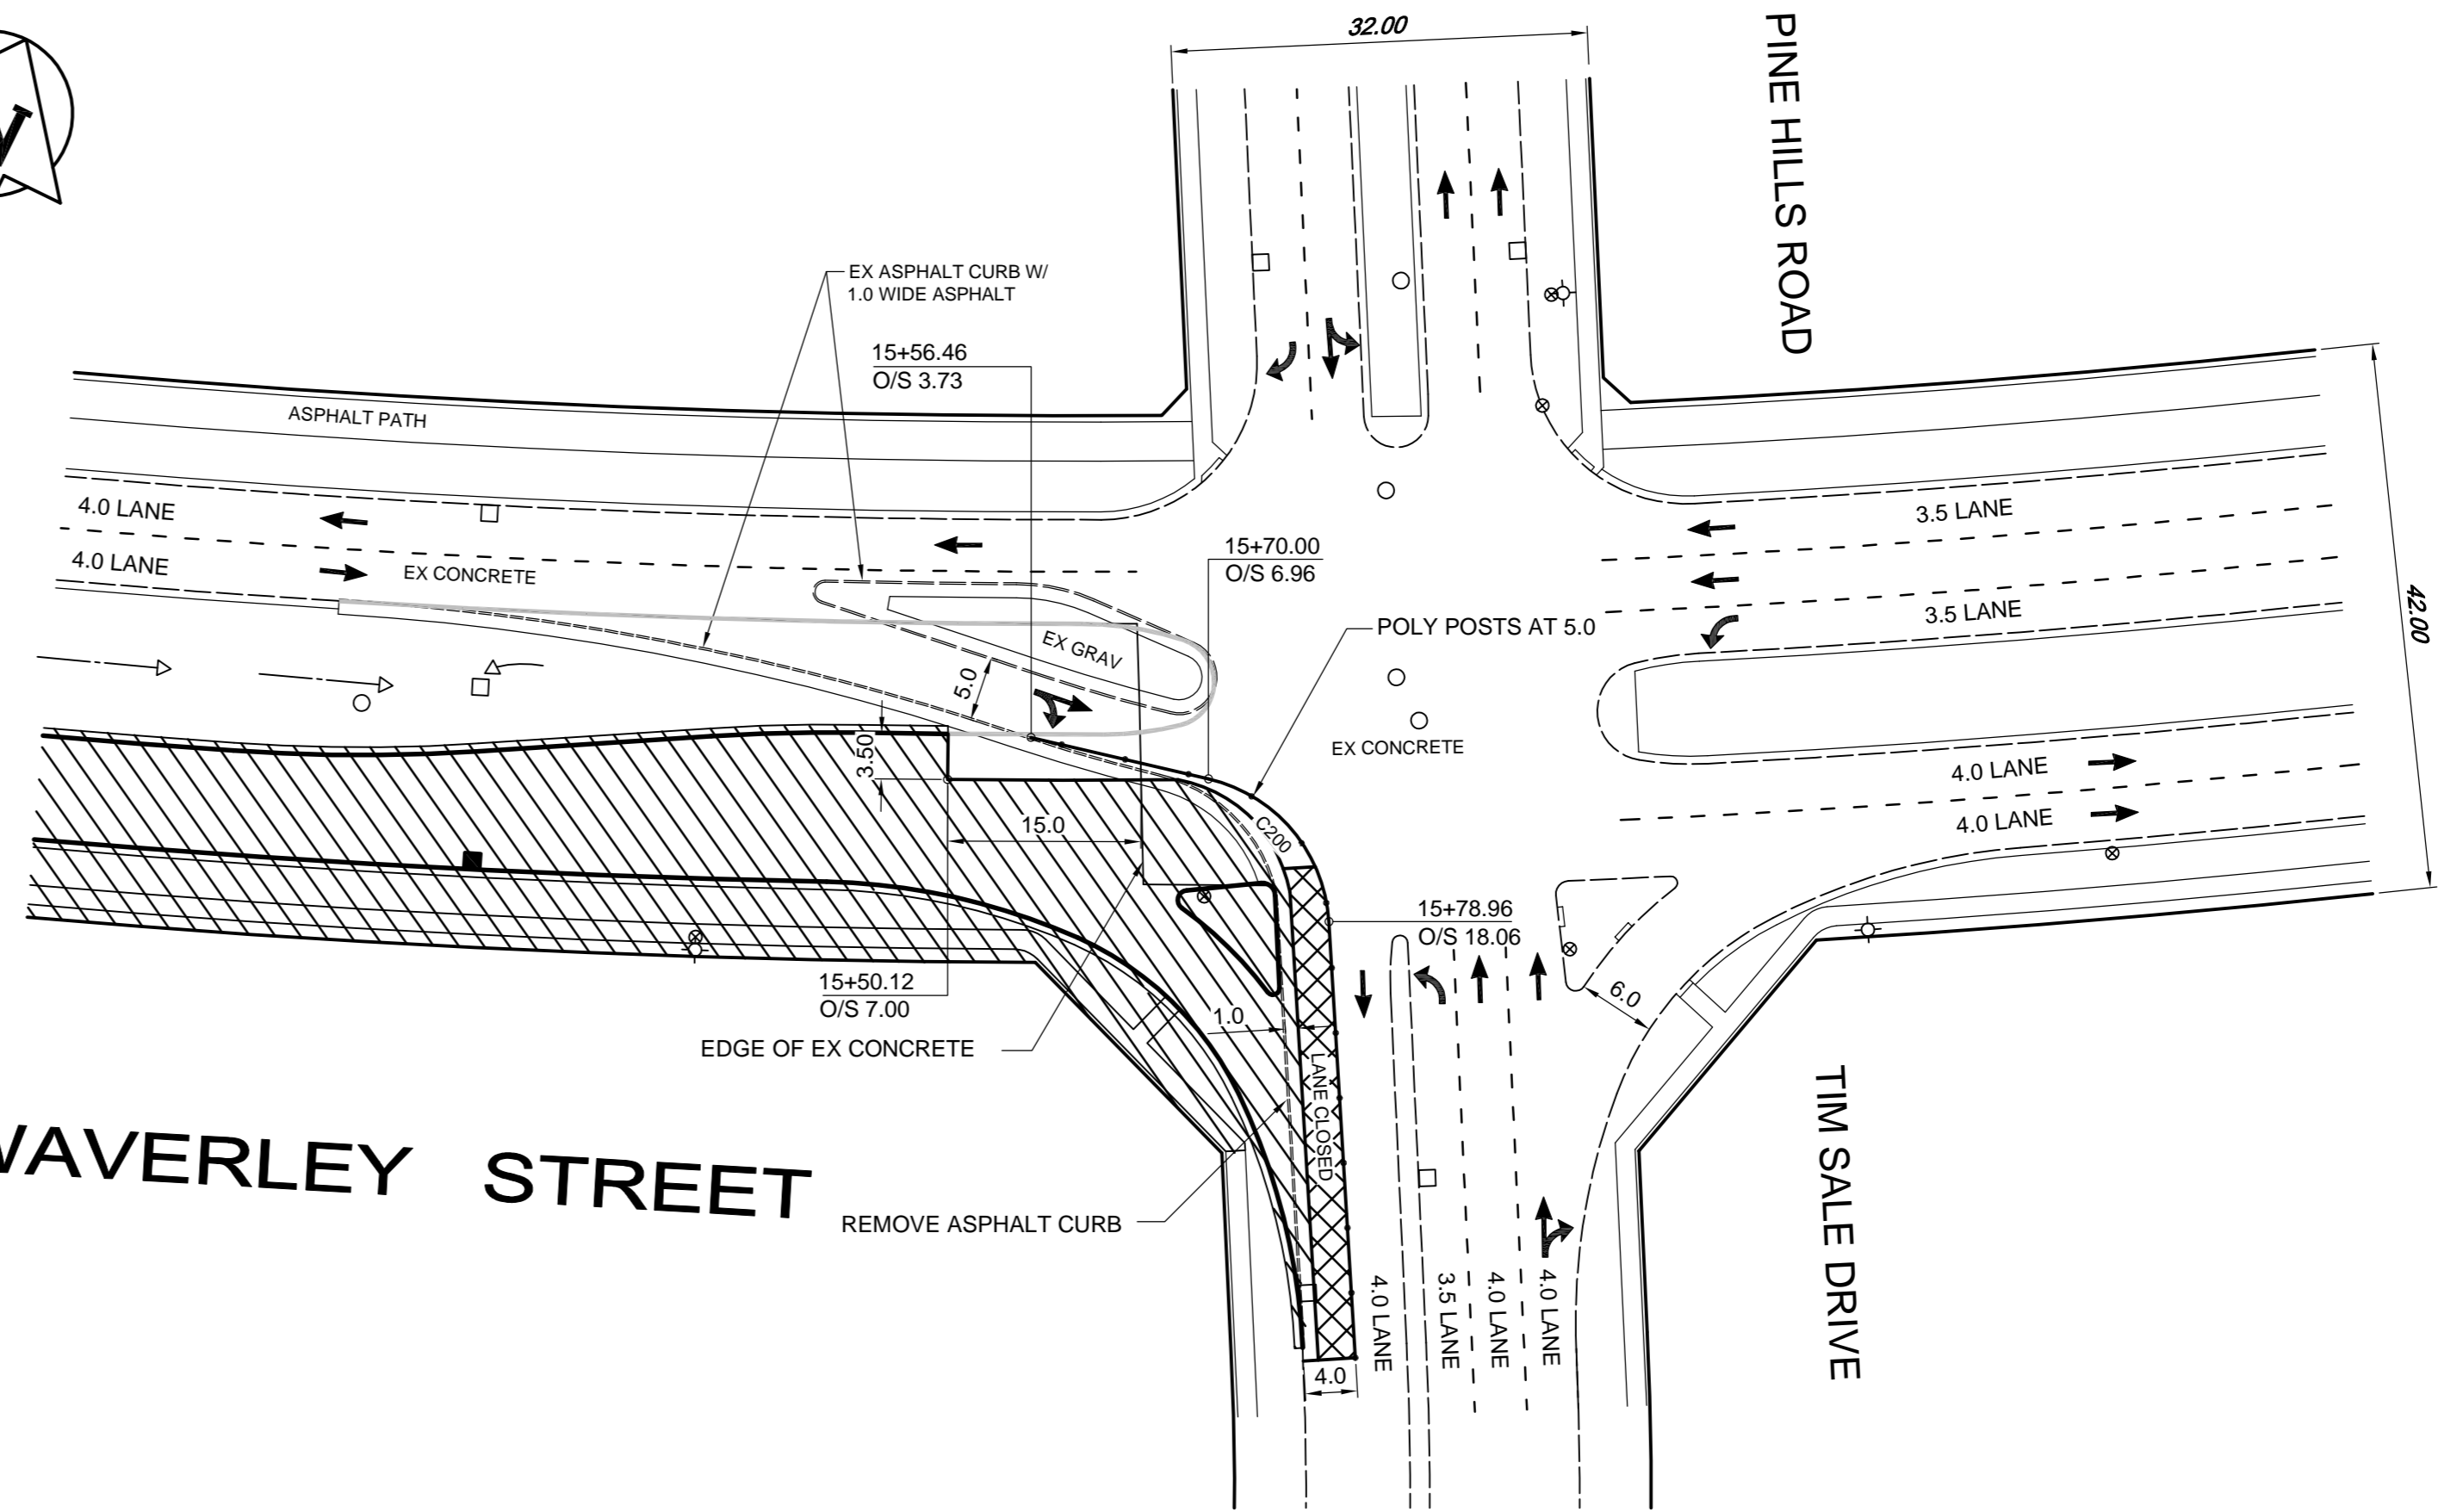 32.00
PINE HILLS ROAD
EX ASPHALT CURB W/
1.0 WIDE ASPHALT
15+56.46
O/S 3.73
ASPHALT PATH
4.0 LANE
4.0 LANE
EX CONCRETE
3.5 LANE
3.5 LANE
15+70.00
O/S 6.96
POLY POSTS AT 5.0
42.00
EX GRAV
5.0
EX CONCRETE
3.50
4.0 LANE
4.0 LANE
15.0
C200
15+78.96
O/S 18.06
15+50.12
O/S 7.00
6.0
1.0
EDGE OF EX CONCRETE
LANE CLOSED
TIM SALE DRIVE
WAVERLEY STREET
REMOVE ASPHALT CURB
4.0 LANE
3.5 LANE
4.0 LANE
4.0 LANE
4.0